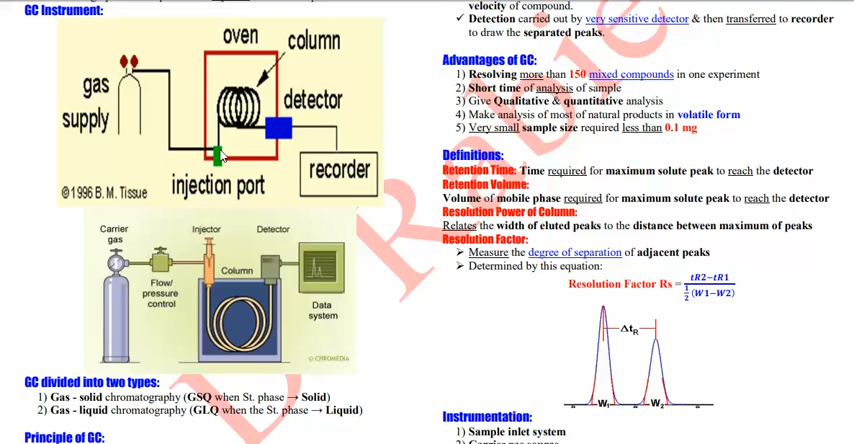 GC Instrument:
oven
column
gas
supply
detector
recorder
injection port
©1996 B. M. Tissue
Carrier
gas
Injector
Detector
Column
Flow/
pressure
control
Data
system
© CHROMEDIA
GC divided into two types:
1) Gas - solid chromatography (GSQ when St. phase → Solid)
2) Gas - liquid chromatography (GLQ when the St. phase → Liquid)
Principle of GC:
velocity of compound.
✓ Detection carried out by very sensitive detector & then transferred to recorder
to draw the separated peaks.
Advantages of GC:
1) Resolving more than 150 mixed compounds in one experiment
2) Short time of analysis of sample
3) Give Qualitative & quantitative analysis
4) Make analysis of most of natural products in volatile form
5) Very small sample size required less than 0.1 mg
Definitions:
Retention Time: Time required for maximum solute peak to reach the detector
Retention Volume:
Volume of mobile phase required for maximum solute peak to reach the detector
Resolution Power of Column:
Relates the width of eluted peaks to the distance between maximum of peaks
Resolution Factor:
➤ Measure the degree of separation of adjacent peaks
➤ Determined by this equation:
Resolution Factor Rs = tR2−tR1
½ (W1−W2)
Δt_R
W₁ W₂
Instrumentation:
1) Sample inlet system
2) Carrier gas source
Rabie